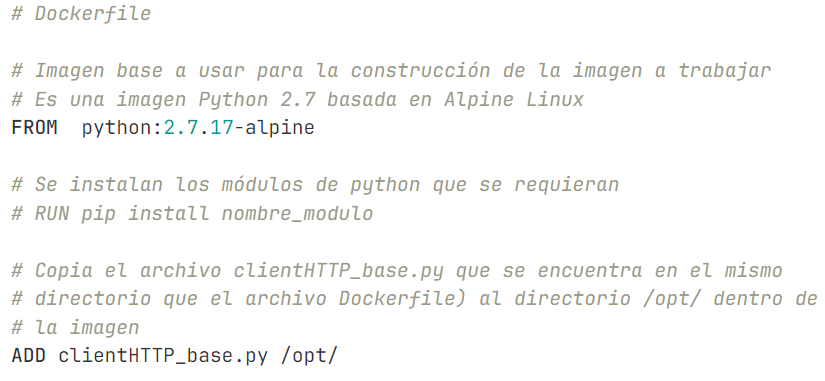 # Dockerfile
# Imagen base a usar para la construcción de la imagen a trabajar
# Es una imagen Python 2.7 basada en Alpine Linux
FROM  python:2.7.17-alpine
# Se instalan los módulos de python que se requieran
# RUN pip install nombre_modulo
# Copia el archivo clientHTTP_base.py que se encuentra en el mismo
# directorio que el archivo Dockerfile) al directorio /opt/ dentro de
# la imagen
ADD clientHTTP_base.py /opt/